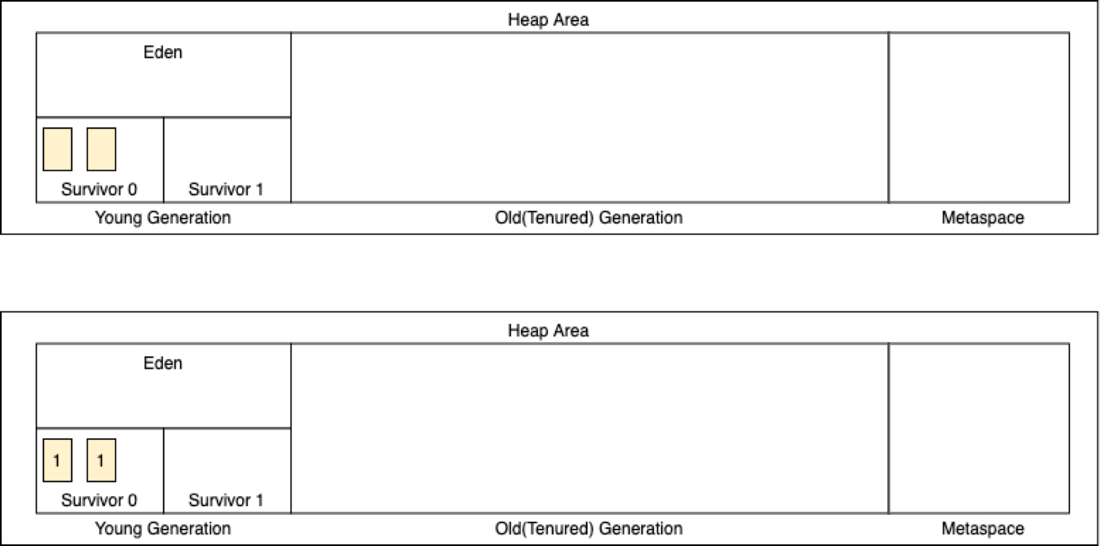 Heap Area
Eden
Survivor 0 Survivor 1
Young Generation Old(Tenured) Generation Metaspace
Heap Area
Eden
1 1
Survivor 0 Survivor 1
Young Generation Old(Tenured) Generation Metaspace